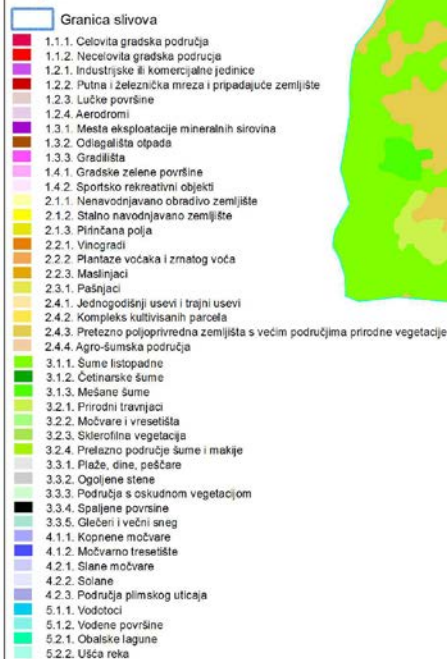 Granica slivova
1.1.1. Celovita gradska područja
1.1.2. Necelovita gradska podrucja
1.2.1. Industrijske ili komercijalne jedinice
1.2.2. Putna i železnička mreza i pripadajuće zemljište
1.2.3. Lučke površine
1.2.4. Aerodromi
1.3.1. Mesta eksploatacije mineralnih sirovina
1.3.2. Odlagališta otpada
1.3.3. Gradilišta
1.4.1. Gradske zelene površine
1.4.2. Sportsko rekreativni objekti
2.1.1. Nenavodnjavano obradivo zemljište
2.1.2. Stalno navodnjavano zemljište
2.1.3. Pirinčana polja
2.2.1. Vinogradi
2.2.2. Plantaze voćaka i zrnatog voća
2.2.3. Maslinjaci
2.3.1. Pašnjaci
2.4.1. Jednogodišnji usevi i trajni usevi
2.4.2. Kompleks kultivisanih parcela
2.4.3. Pretezno poljoprivredna zemljišta s većim područjima prirodne vegetacije
2.4.4. Agro-šumska područja
3.1.1. Šume listopadne
3.1.2. Četinarske šume
3.1.3. Mešane šume
3.2.1. Prirodni travnjaci
3.2.2. Močvare i vresetišta
3.2.3. Sklerofilna vegetacija
3.2.4. Prelazno područje šume i makije
3.3.1. Plaže, dine, peščare
3.3.2. Ogoljene stene
3.3.3. Područja s oskudnom vegetacijom
3.3.4. Spaljene povrsine
3.3.5. Glečeri i večni sneg
4.1.1. Kopnene močvare
4.1.2. Močvarno tresetište
4.2.1. Slane močvare
4.2.2. Solane
4.2.3. Područja plimskog uticaja
5.1.1. Vodotoci
5.1.2. Vodene površine
5.2.1. Obalske lagune
5.2.2. Ušća reka